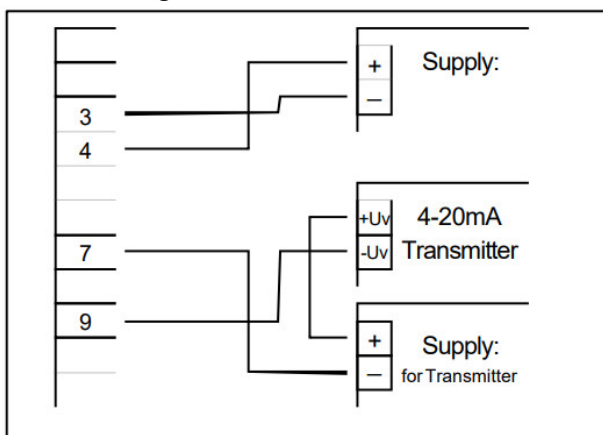 + Supply:
–
3
4
+Uv 4-20mA
7 -Uv Transmitter
9
+ Supply:
– for Transmitter